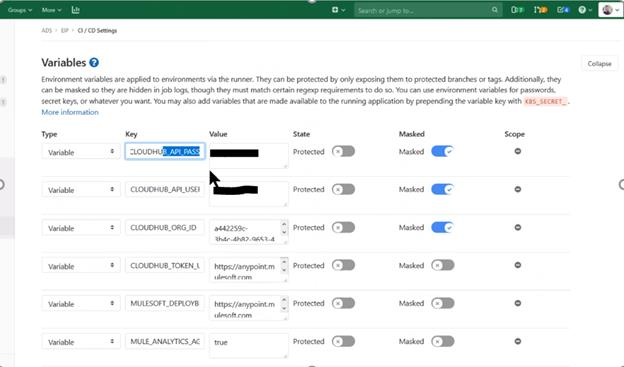 Groups More Search or jump to...
ADS > EIP > CI / CD Settings
Variables
Collapse
Environment variables are applied to environments via the runner. They can be protected by only exposing them to protected branches or tags. Additionally, they
can be masked so they are hidden in job logs, though they must match certain regexp requirements to do so. You can use environment variables for passwords,
secret keys, or whatever you want. You may also add variables that are made available to the running application by prepending the variable key with K8S_SECRET_.
More information
Type Key Value State Masked Scope
Variable CLOUDHUB_API_PASS Protected Masked
Variable CLOUDHUB_API_USER Protected Masked
Variable CLOUDHUB_ORG_ID a442259c- Protected Masked
3b4c-4b82-9653-4
Variable CLOUDHUB_TOKEN_U https://anypoint.m Protected Masked
ulesoft.com
Variable MULESOFT_DEPLOYB https://anypoint.m Protected Masked
ulesoft.com
Variable MULE_ANALYTICS_AG true Protected Masked